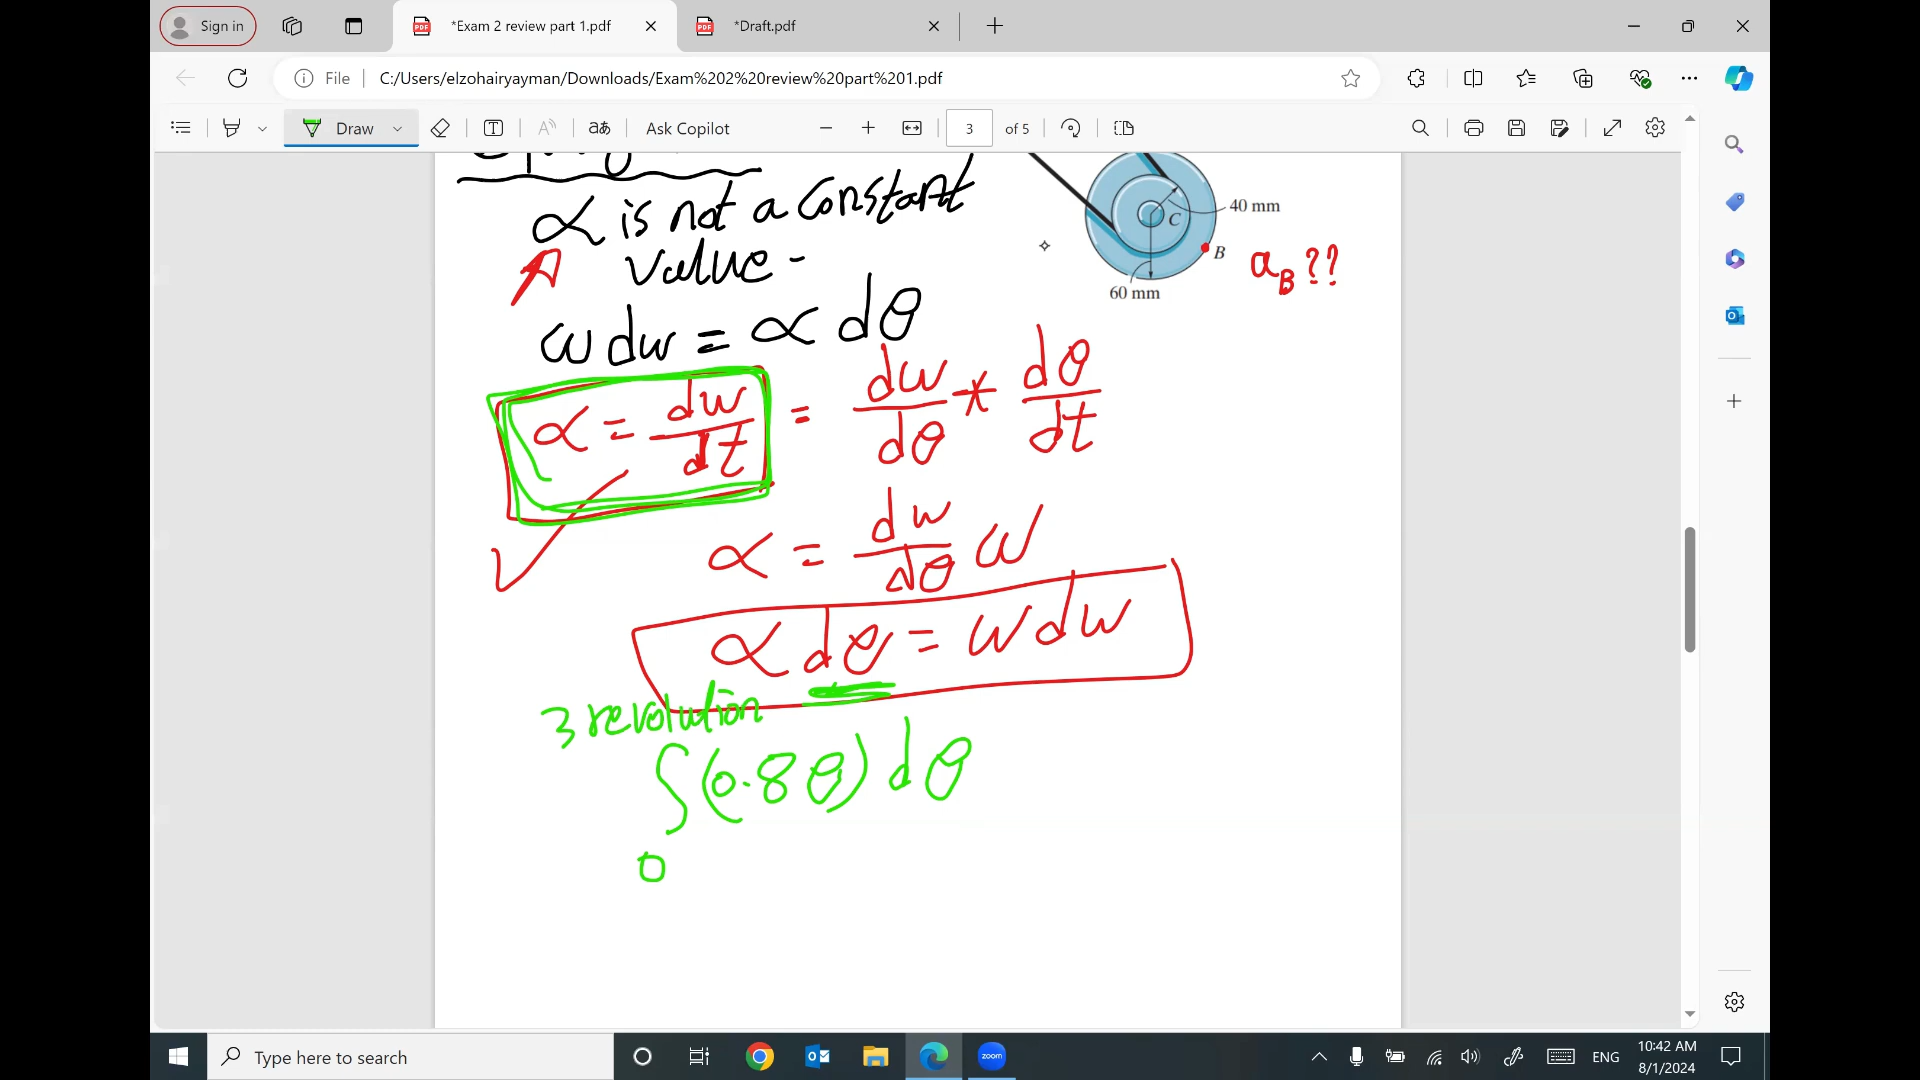 Sign in
*Exam 2 review part 1.pdf
*Draft.pdf
File
C:/Users/elzohairyayman/Downloads/Exam%202%20review%20part%201.pdf
Draw
Ask Copilot
3
of 5
α is not a constant
value -
40 mm
C
B
60 mm
a_B ??
ω dω = α dθ
α = dω/dt = dω/dθ * dθ/dt
α = dω/dθ ω
α dθ = ω dω
3 revolution
∫(0.8θ) dθ
0
Type here to search
zoom
ENG
10:42 AM
8/1/2024